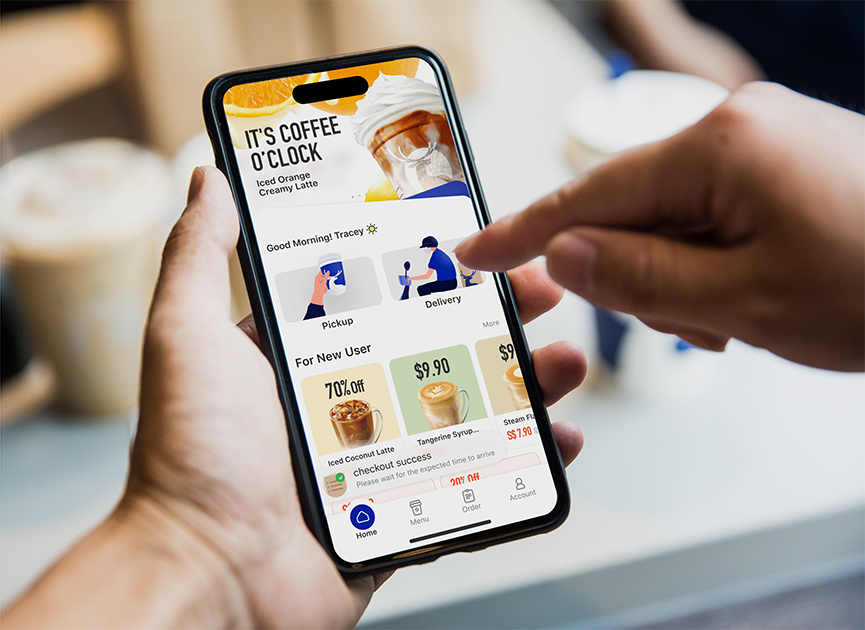 IT'S COFFEE
O'CLOCK
Iced Orange
Creamy Latte
Good Morning! Tracey
Pickup
Delivery
For New User
More
70% Off
$9.90
$9
Iced Coconut Latte
Tangerine Syrup...
Steam Fl
S$7.90
checkout success
Please wait for the expected time to arrive
20% Off
Home
Menu
Order
Account